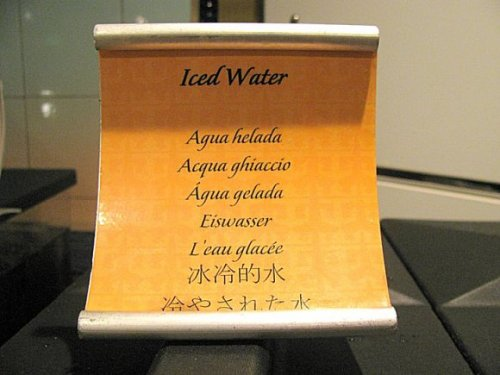 Iced Water
Agua helada
Acqua ghiaccio
Água gelada
Eiswasser
L'eau glacée
冰冷的水
冷やされた水